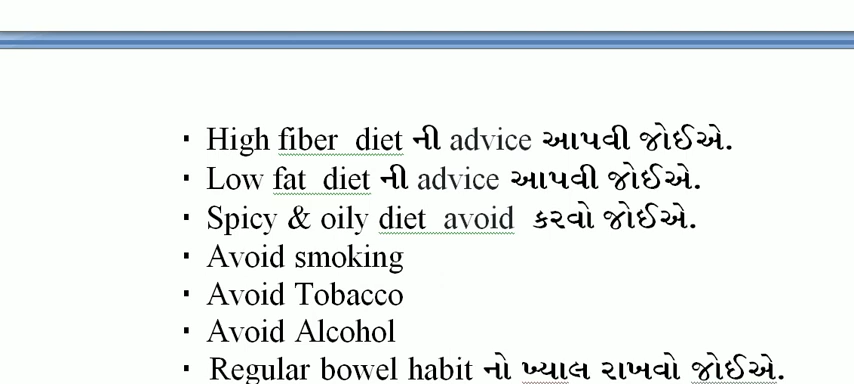 ▪ High fiber diet ની advice આપવી જોઈએ.
▪ Low fat diet ની advice આપવી જોઈએ.
▪ Spicy & oily diet avoid કરવો જોઈએ.
▪ Avoid smoking
▪ Avoid Tobacco
▪ Avoid Alcohol
▪ Regular bowel habit નો ખ્યાલ રાખવો જોઈએ.